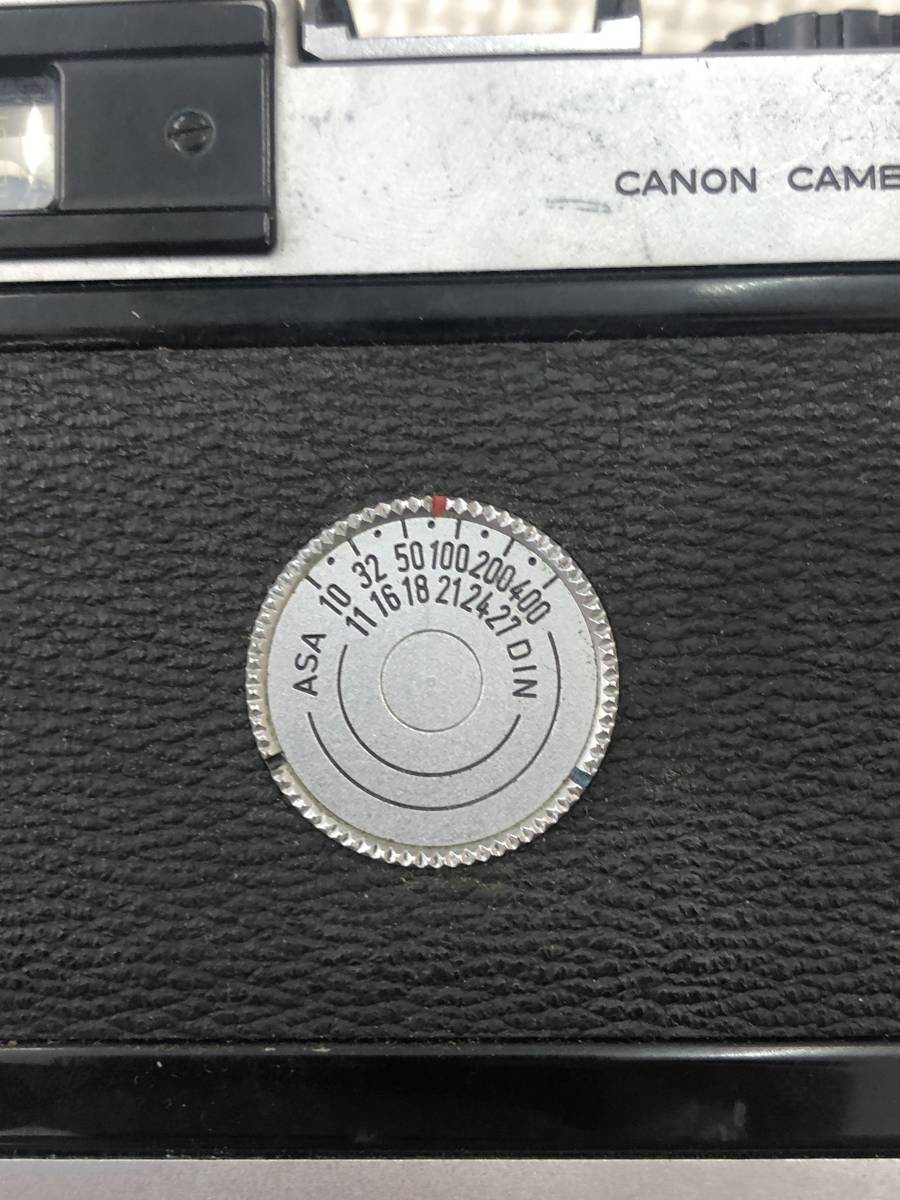 CANON CAME
ASA 10 32 50 100 200 400
11 16 18 21 24 27 DIN